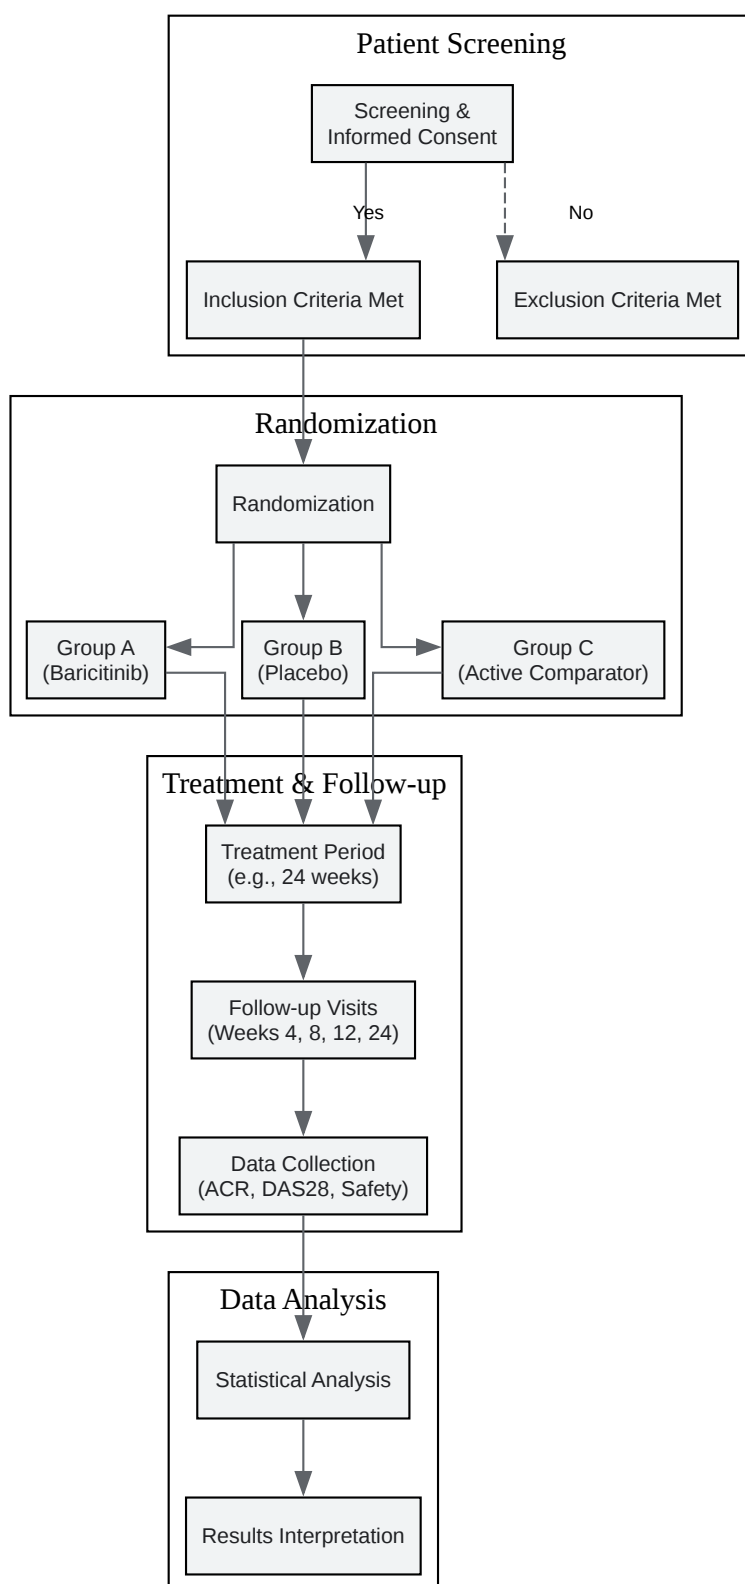 Patient Screening
Screening &
Informed Consent
Yes
No
Inclusion Criteria Met
Exclusion Criteria Met
Randomization
Randomization
Group A
(Baricitinib)
Group B
(Placebo)
Group C
(Active Comparator)
Treatment & Follow-up
Treatment Period
(e.g., 24 weeks)
Follow-up Visits
(Weeks 4, 8, 12, 24)
Data Collection
(ACR, DAS28, Safety)
Data Analysis
Statistical Analysis
Results Interpretation